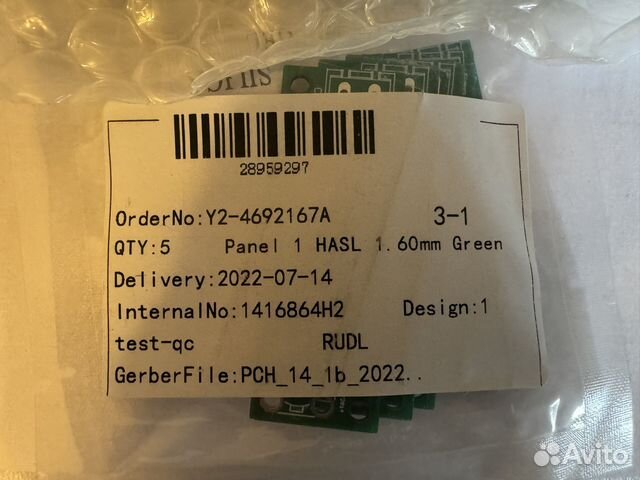 28959297
OrderNo:Y2-4692167A 3-1
QTY:5 Panel 1 HASL 1.60mm Green
Delivery:2022-07-14
InternalNo:1416864H2 Design:1
test-qc RUDL
GerberFile:PCH_14_1b_2022..
Avito